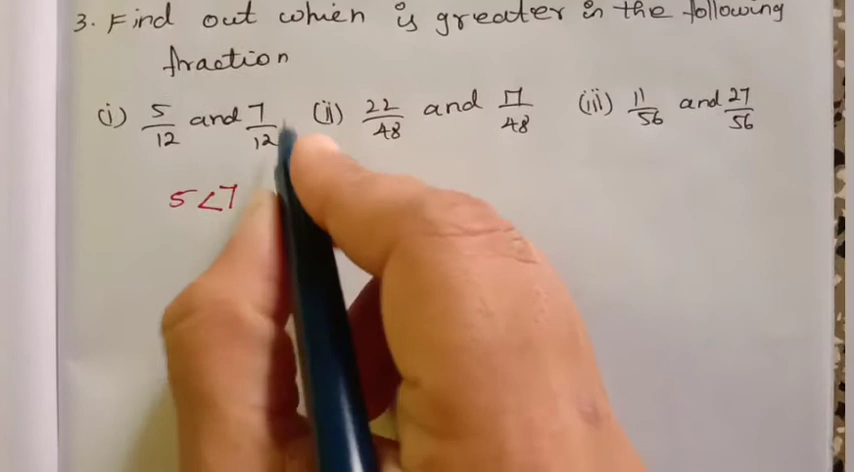 3. Find out which is greater in the following
fraction
(i) 5/12 and 7/12 (ii) 22/48 and 17/48 (iii) 11/56 and 27/56
5<7